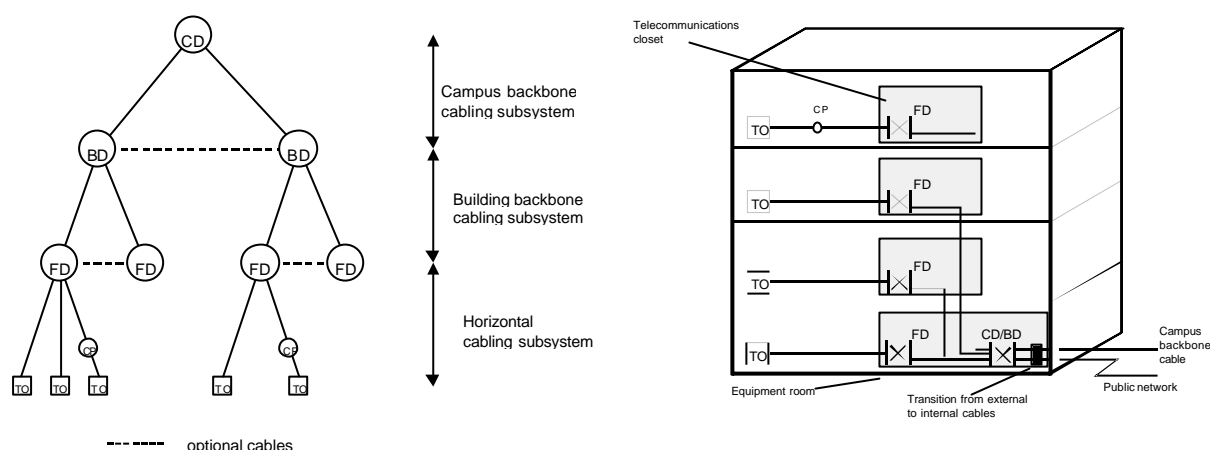 CD
Campus backbone
cabling subsystem
BD
BD
Building backbone
cabling subsystem
FD
FD
FD
FD
Horizontal
cabling subsystem
CP
CP
TO
TO
TO
TO
TO
optional cables
Telecommunications
closet
CP
FD
TO
FD
TO
FD
TO
FD
CD/BD
TO
Campus
backbone
cable
Equipment room
Public network
Transition from external
to internal cables